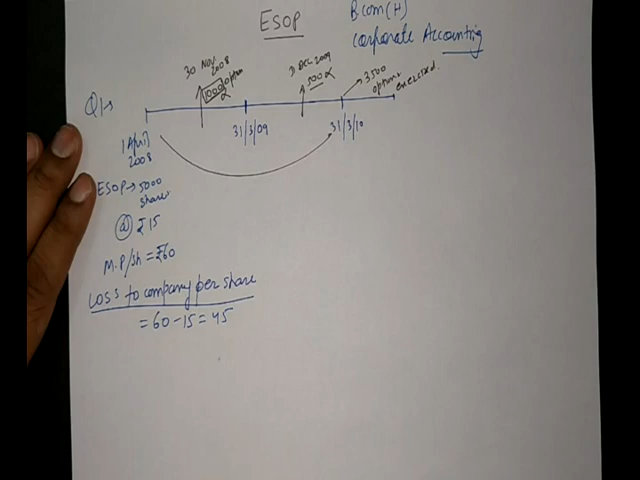 ESOP
B.com (H)
Corporate Accounting
Q1→
30 NOV
2008
1000 option
α
31/3/09
DEC 2009
500 α
3500
options
exercised.
31/3/10
1 April
2008
ESOP → 5000
shares
@ ₹15
M.P/sh = ₹60
LOSS to company per share
= 60 - 15 = 45